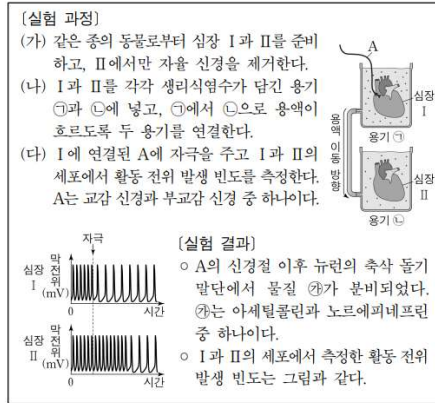 [실험 과정]
(가) 같은 종의 동물로부터 심장 Ⅰ과 Ⅱ를 준비
하고, Ⅱ에서만 자율 신경을 제거한다.
(나) Ⅰ과 Ⅱ를 각각 생리식염수가 담긴 용기
㉠과 ㉡에 넣고, ㉠에서 ㉡으로 용액이
흐르도록 두 용기를 연결한다.
(다) Ⅰ에 연결된 A에 자극을 주고 Ⅰ과 Ⅱ의
세포에서 활동 전위 발생 빈도를 측정한다.
A는 교감 신경과 부교감 신경 중 하나이다.
A
심장
Ⅰ
용기 ㉠
용액 이동 방향
심장
Ⅱ
용기 ㉡
자극
심장
Ⅰ
막전위
(mV)
0
시간
심장
Ⅱ
막전위
(mV)
0
시간
[실험 결과]
○ A의 신경절 이후 뉴런의 축삭 돌기
말단에서 물질 ㉮가 분비되었다.
㉮는 아세틸콜린과 노르에피네프린
중 하나이다.
○ Ⅰ과 Ⅱ의 세포에서 측정한 활동 전위
발생 빈도는 그림과 같다.